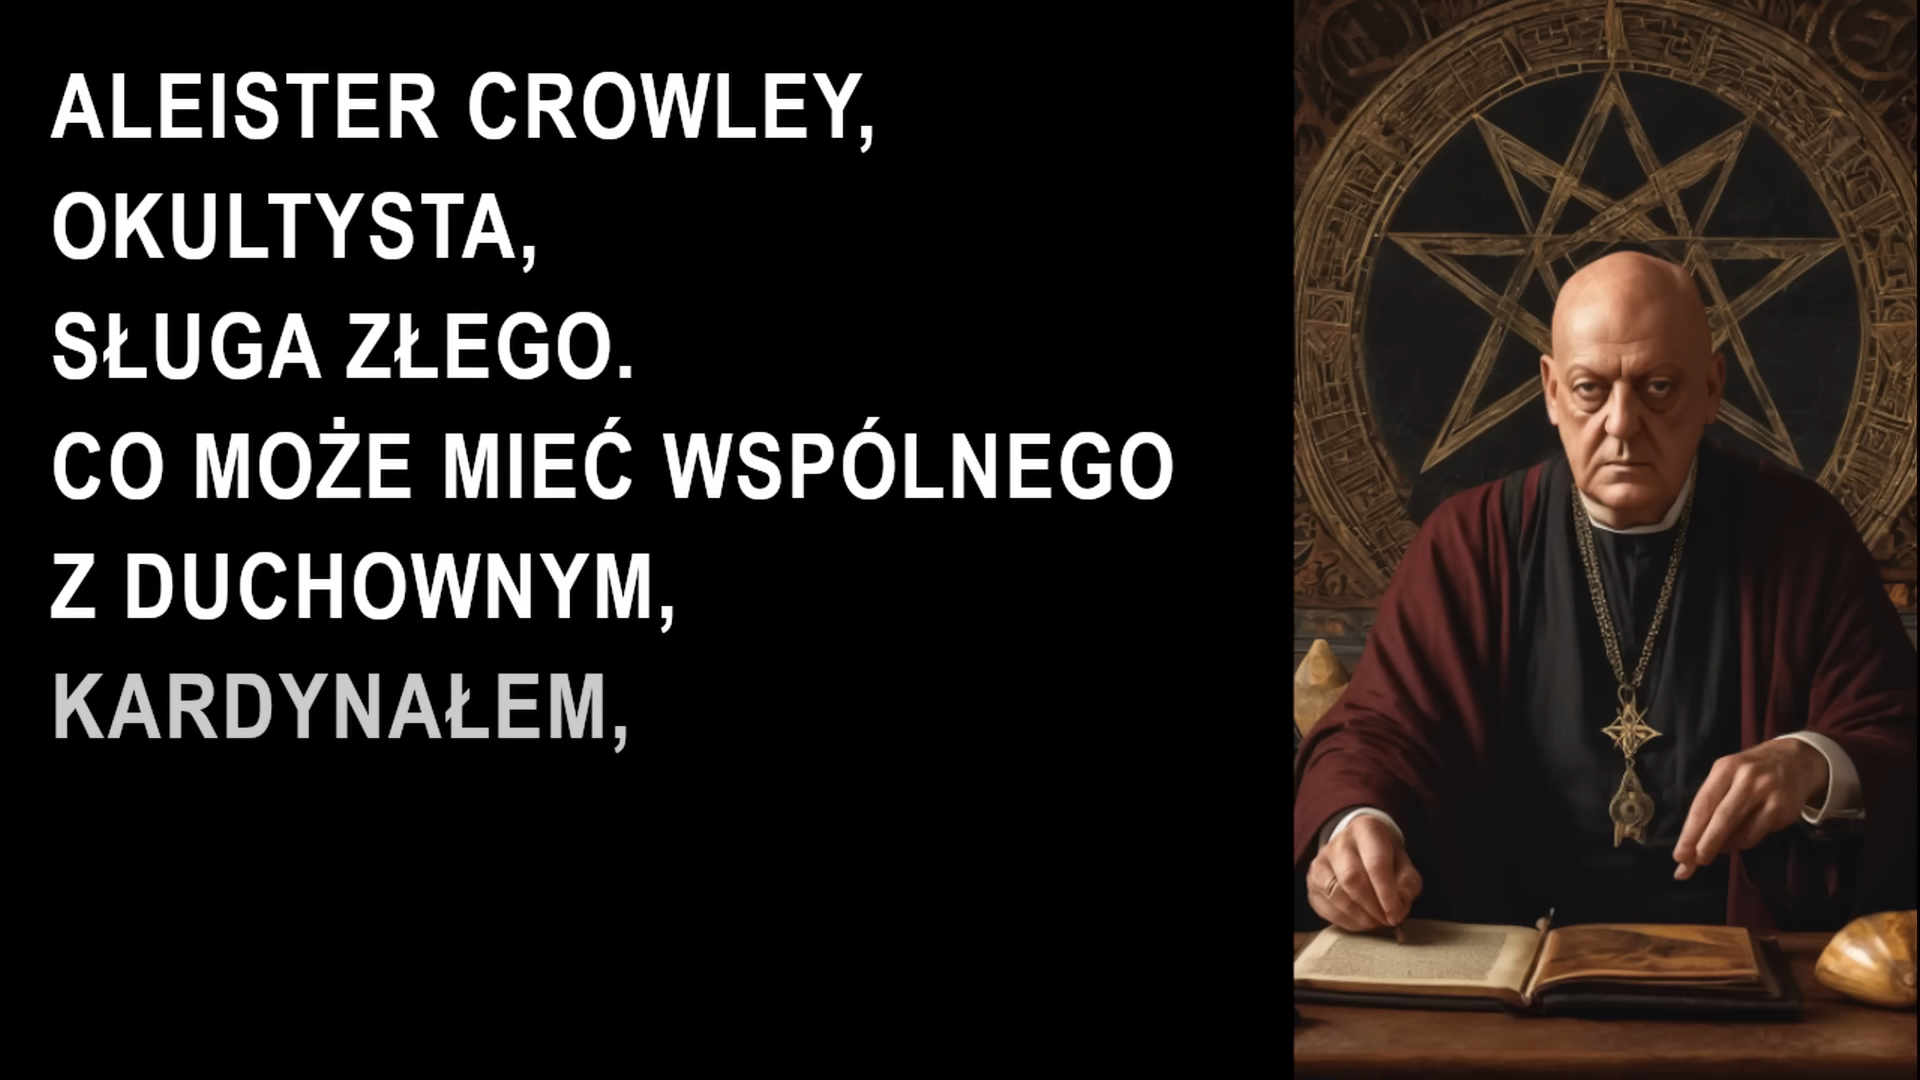 ALEISTER CROWLEY,
OKULTYSTA,
SŁUGA ZŁEGO.
CO MOŻE MIEĆ WSPÓLNEGO
Z DUCHOWNYM,
KARDYNAŁEM,